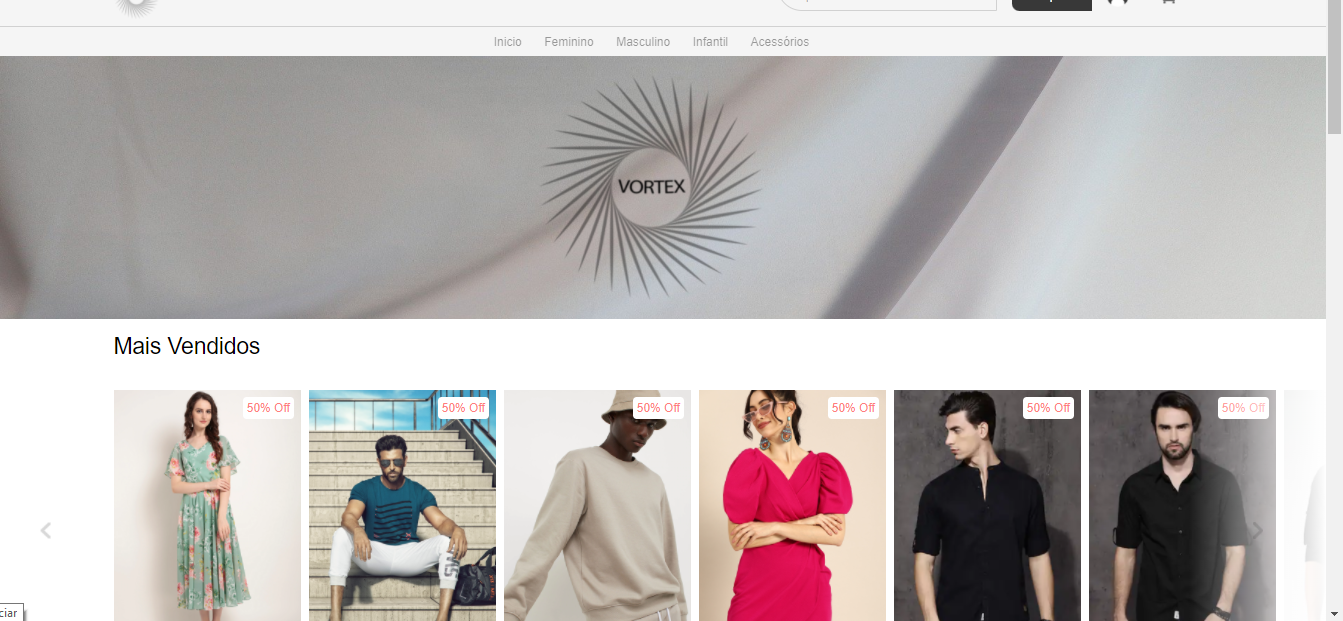 Inicio Feminino Masculino Infantil Acessórios
VORTEX
Mais Vendidos
50% Off 50% Off 50% Off 50% Off 50% Off 50% Off
ciar